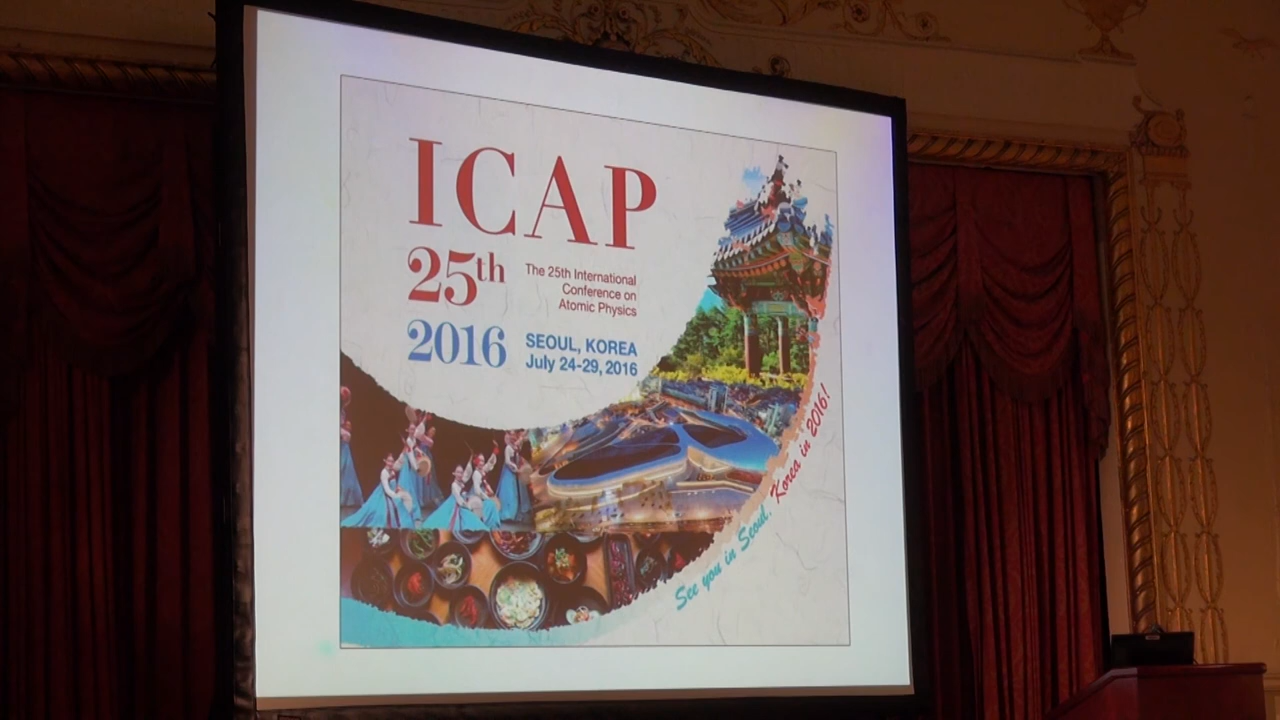 ICAP
25th
The 25th International
Conference on
Atomic Physics
2016
SEOUL, KOREA
July 24-29, 2016
See you in Seoul, Korea in 2016!